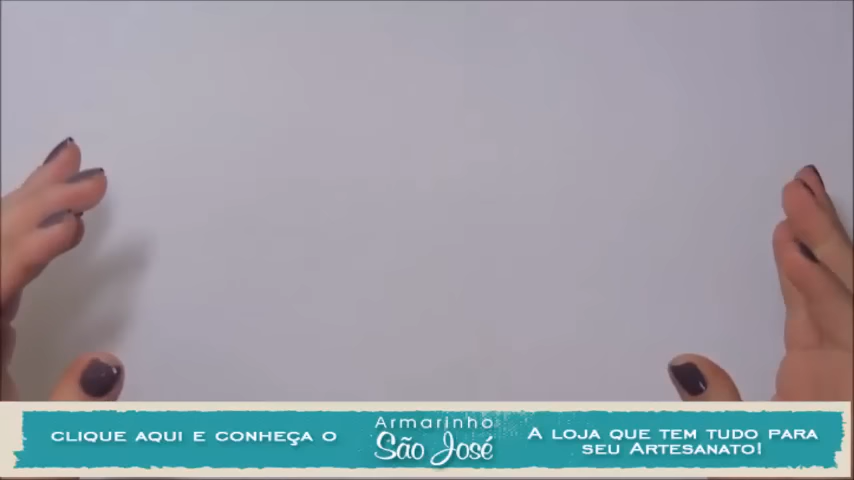 CLIQUE AQUI E CONHEÇA O
Armarinho
São José
A LOJA QUE TEM TUDO PARA
SEU ARTESANATO!